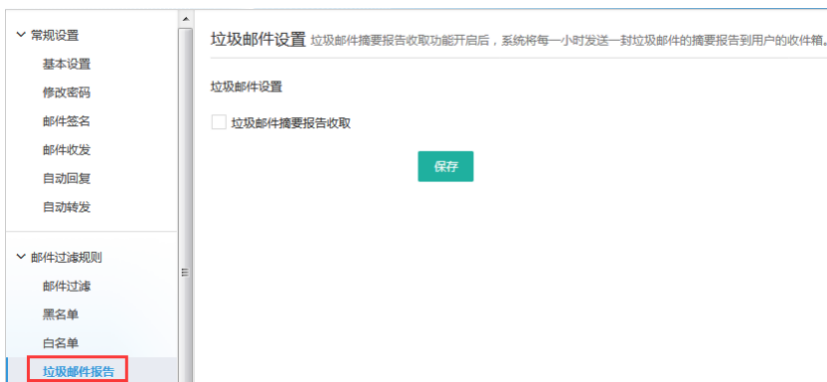 常规设置
基本设置
修改密码
邮件签名
邮件收发
自动回复
自动转发
邮件过滤规则
邮件过滤
黑名单
白名单
垃圾邮件报告
垃圾邮件设置 垃圾邮件摘要报告收取功能开启后，系统将每一小时发送一封垃圾邮件的摘要报告到用户的收件箱。
垃圾邮件设置
垃圾邮件摘要报告收取
保存